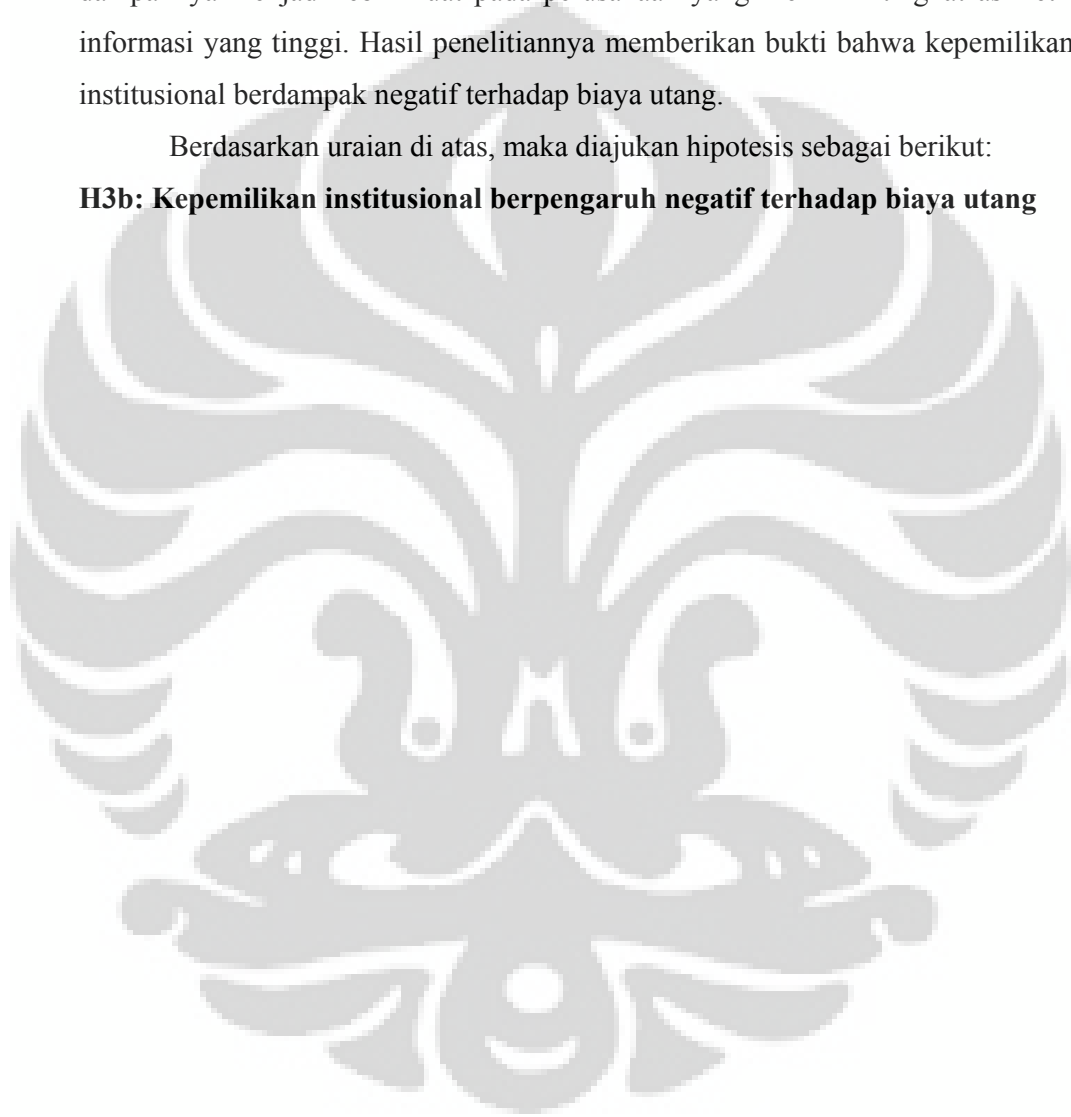 informasi yang tinggi. Hasil penelitiannya memberikan bukti bahwa kepemilikan
institusional berdampak negatif terhadap biaya utang.
Berdasarkan uraian di atas, maka diajukan hipotesis sebagai berikut:
H3b: Kepemilikan institusional berpengaruh negatif terhadap biaya utang